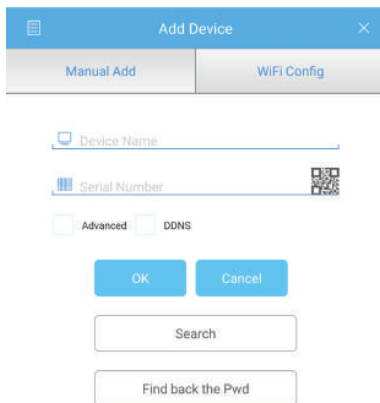 Add Device
Manual Add WiFi Config
Device Name
Serial Number
Advanced DDNS
OK Cancel
Search
Find back the Pwd